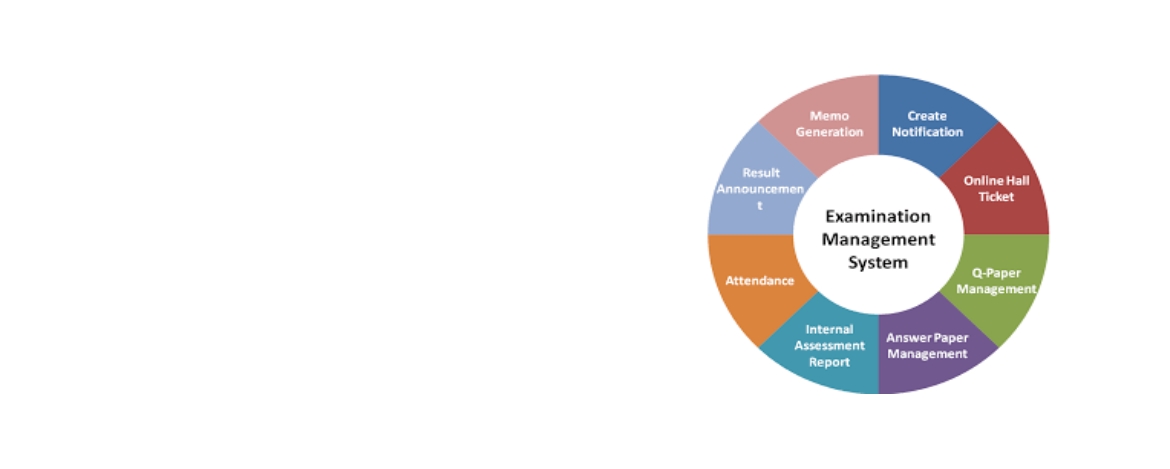 Memo
Generation
Create
Notification
Online Hall
Ticket
Q-Paper
Management
Answer Paper
Management
Internal
Assessment
Report
Attendance
Result
Announcemen
t
Examination
Management
System